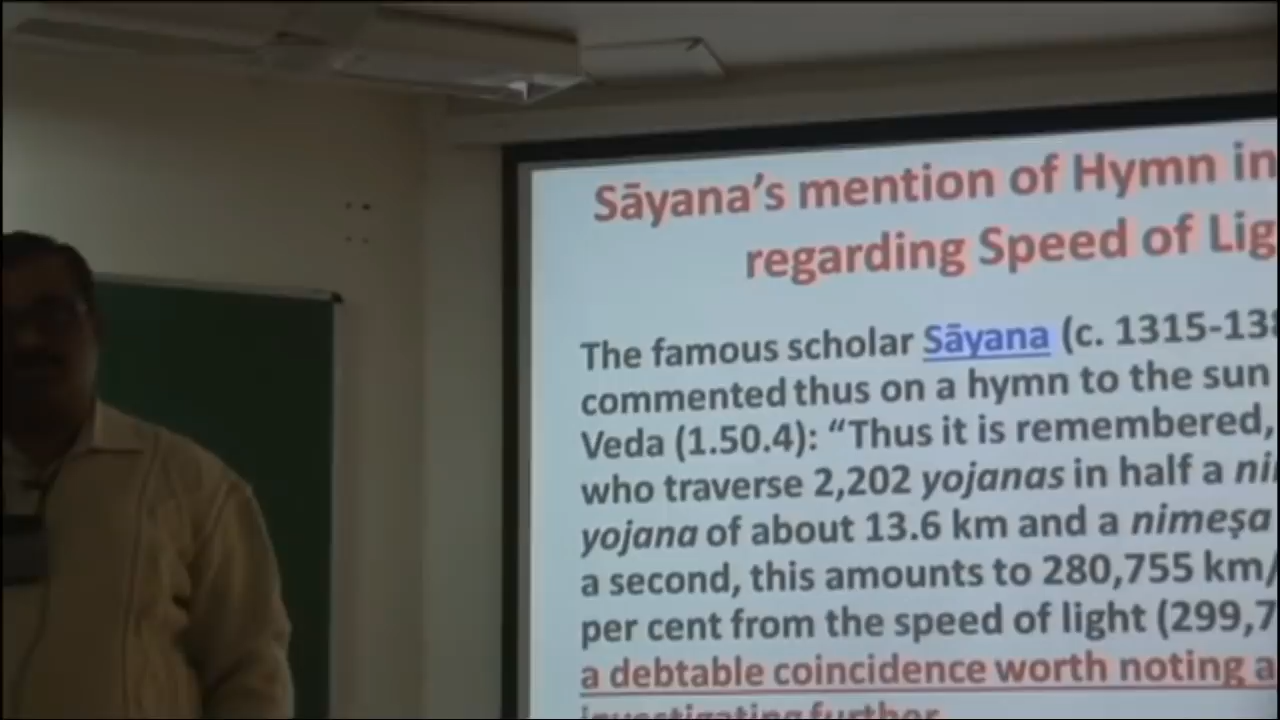 Sāyana’s mention of Hymn in
regarding Speed of Lig
The famous scholar Sāyana (c. 1315-138
commented thus on a hymn to the sun
Veda (1.50.4): “Thus it is remembered,
who traverse 2,202 yojanas in half a ni
yojana of about 13.6 km and a nimeṣa
a second, this amounts to 280,755 km/
per cent from the speed of light (299,7
a debtable coincidence worth noting a
investigating further